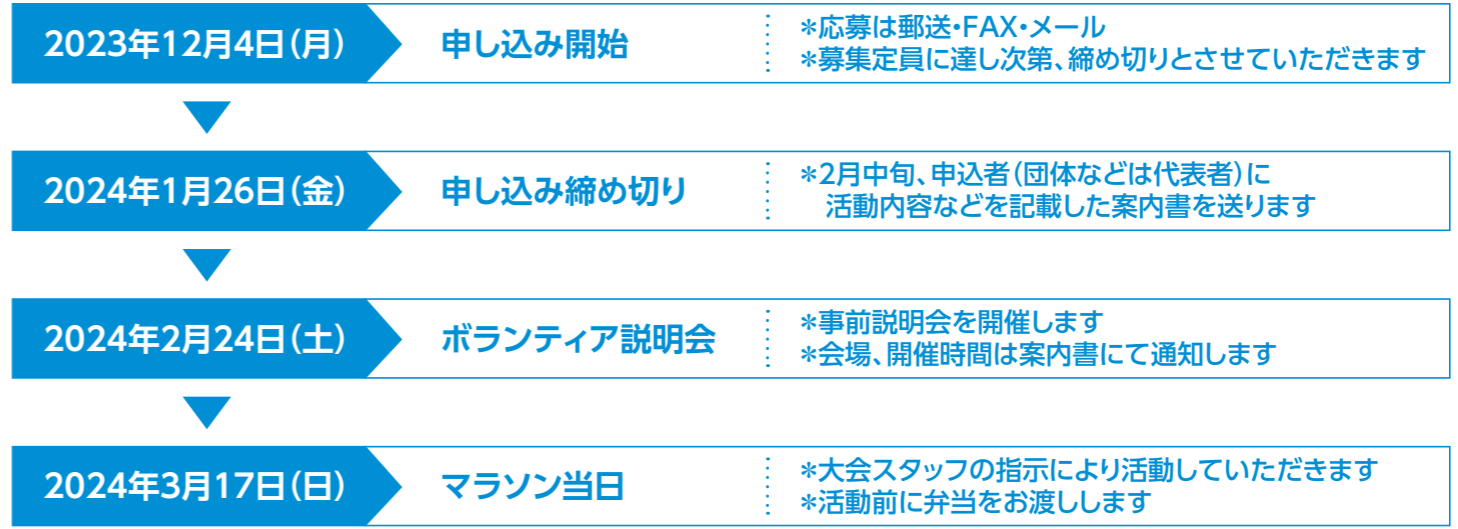 2023年12月4日(月)
申し込み開始
＊応募は郵送・FAX・メール
＊募集定員に達し次第、締め切りとさせていただきます
2024年1月26日(金)
申し込み締め切り
＊2月中旬、申込者(団体などは代表者)に
活動内容などを記載した案内書を送ります
2024年2月24日(土)
ボランティア説明会
＊事前説明会を開催します
＊会場、開催時間は案内書にて通知します
2024年3月17日(日)
マラソン当日
＊大会スタッフの指示により活動していただきます
＊活動前に弁当をお渡しします